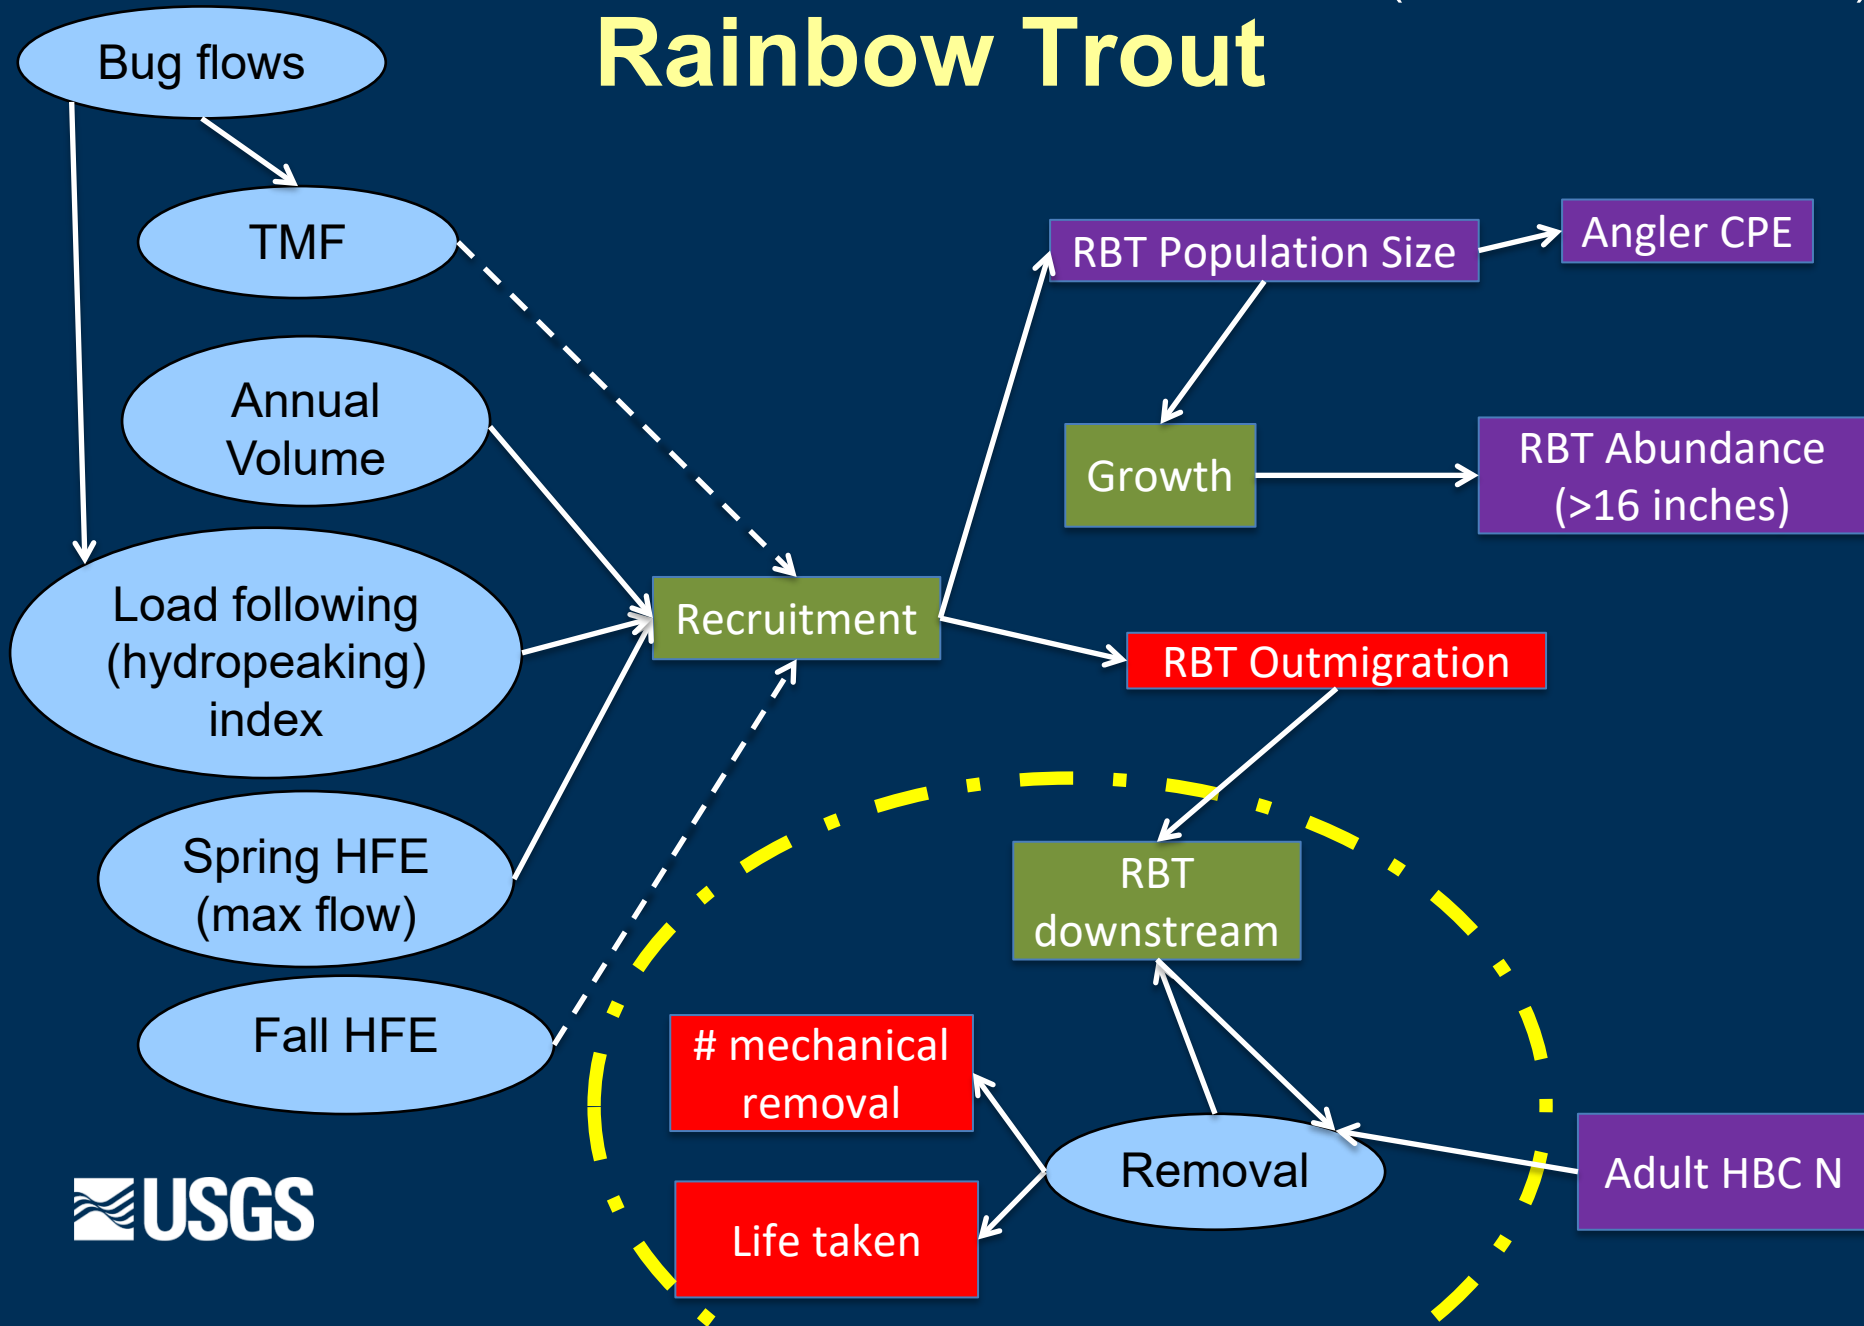 Rainbow Trout
Bug flows
TMF
Annual
Volume
Load following
(hydropeaking)
index
Spring HFE
(max flow)
Fall HFE
Recruitment
RBT Population Size
Angler CPE
Growth
RBT Abundance
(>16 inches)
RBT Outmigration
RBT
downstream
# mechanical
removal
Life taken
Removal
Adult HBC N
USGS